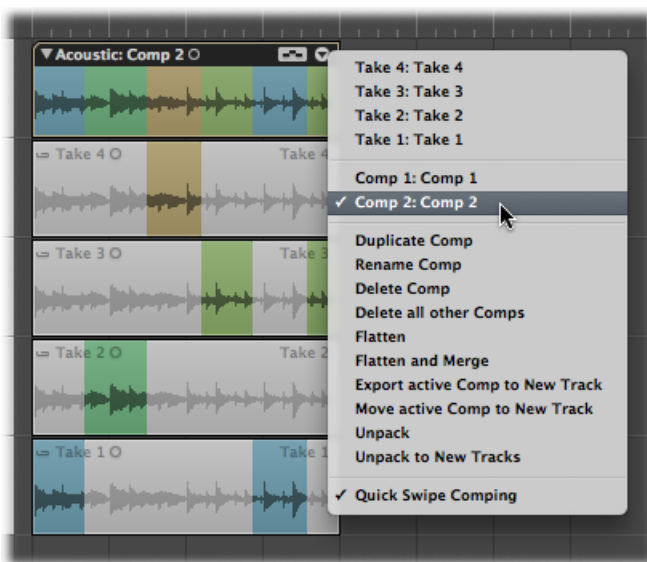 Acoustic: Comp 2
Take 4: Take 4
Take 3: Take 3
Take 2: Take 2
Take 1: Take 1
Comp 1: Comp 1
Comp 2: Comp 2
Duplicate Comp
Rename Comp
Delete Comp
Delete all other Comps
Flatten
Flatten and Merge
Export active Comp to New Track
Move active Comp to New Track
Unpack
Unpack to New Tracks
Quick Swipe Comping
Take 4 Take 4
Take 3 Take 3
Take 2 Take 2
Take 1 Take 1